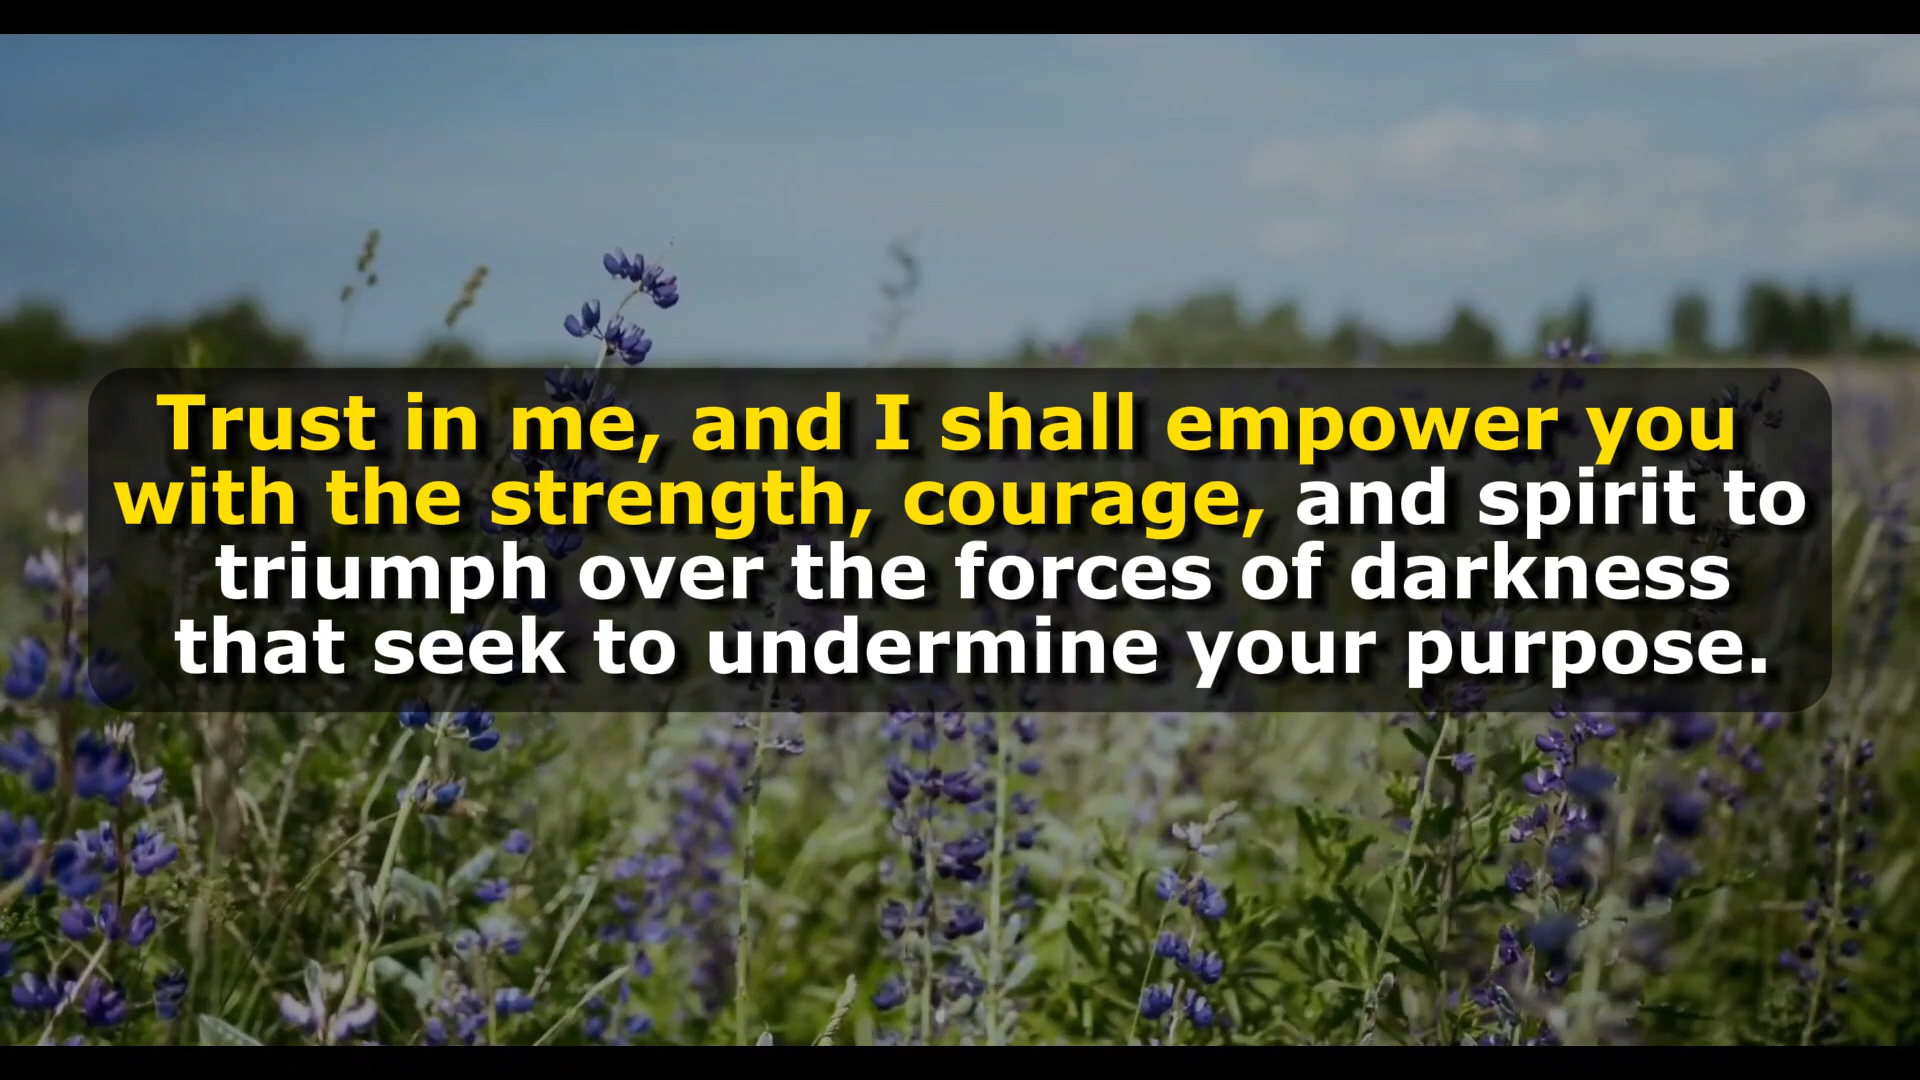 Trust in me, and I shall empower you
with the strength, courage, and spirit to
triumph over the forces of darkness
that seek to undermine your purpose.